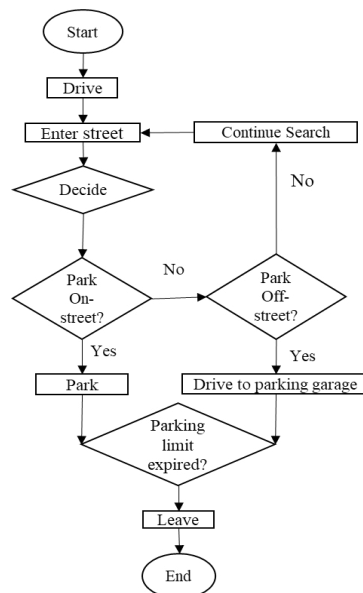 Start
Drive
Enter street
Continue Search
Decide
No
Park
On-
street?
No
Park
Off-
street?
Yes
Yes
Park
Drive to parking garage
Parking
limit
expired?
Leave
End